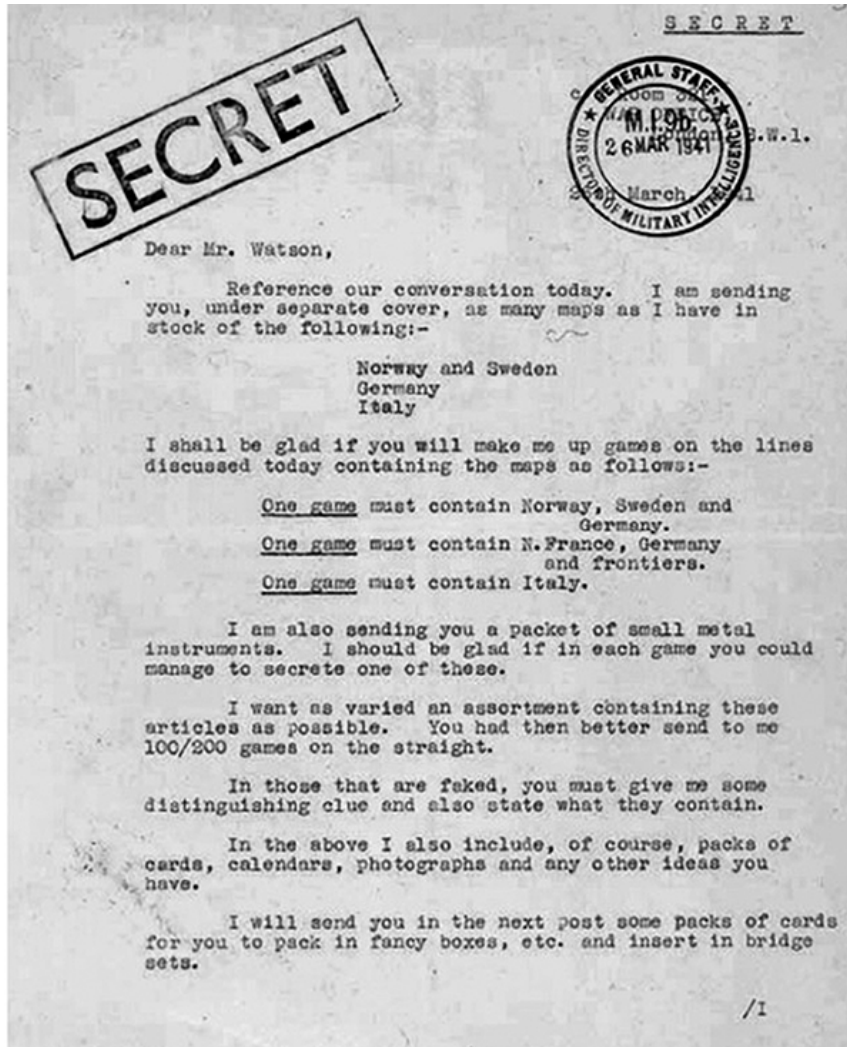 SECRET
SECRET
GENERAL STAFF,
M.I.9b.
26 MAR 1941
DIRECTOR OF MILITARY INTELLIGENCE
WAR OFFICE
London, S.W.1.
March,
Dear Mr. Watson,
Reference our conversation today. I am sending
you, under separate cover, as many maps as I have in
stock of the following:-
Norway and Sweden
Germany
Italy
I shall be glad if you will make me up games on the lines
discussed today containing the maps as follows:-
One game must contain Norway, Sweden and
Germany.
One game must contain N.France, Germany
and frontiers.
One game must contain Italy.
I am also sending you a packet of small metal
instruments. I should be glad if in each game you could
manage to secrete one of these.
I want as varied an assortment containing these
articles as possible. You had then better send to me
100/200 games on the straight.
In those that are faked, you must give me some
distinguishing clue and also state what they contain.
In the above I also include, of course, packs of
cards, calendars, photographs and any other ideas you
have.
I will send you in the next post some packs of cards
for you to pack in fancy boxes, etc. and insert in bridge
sets.
/I